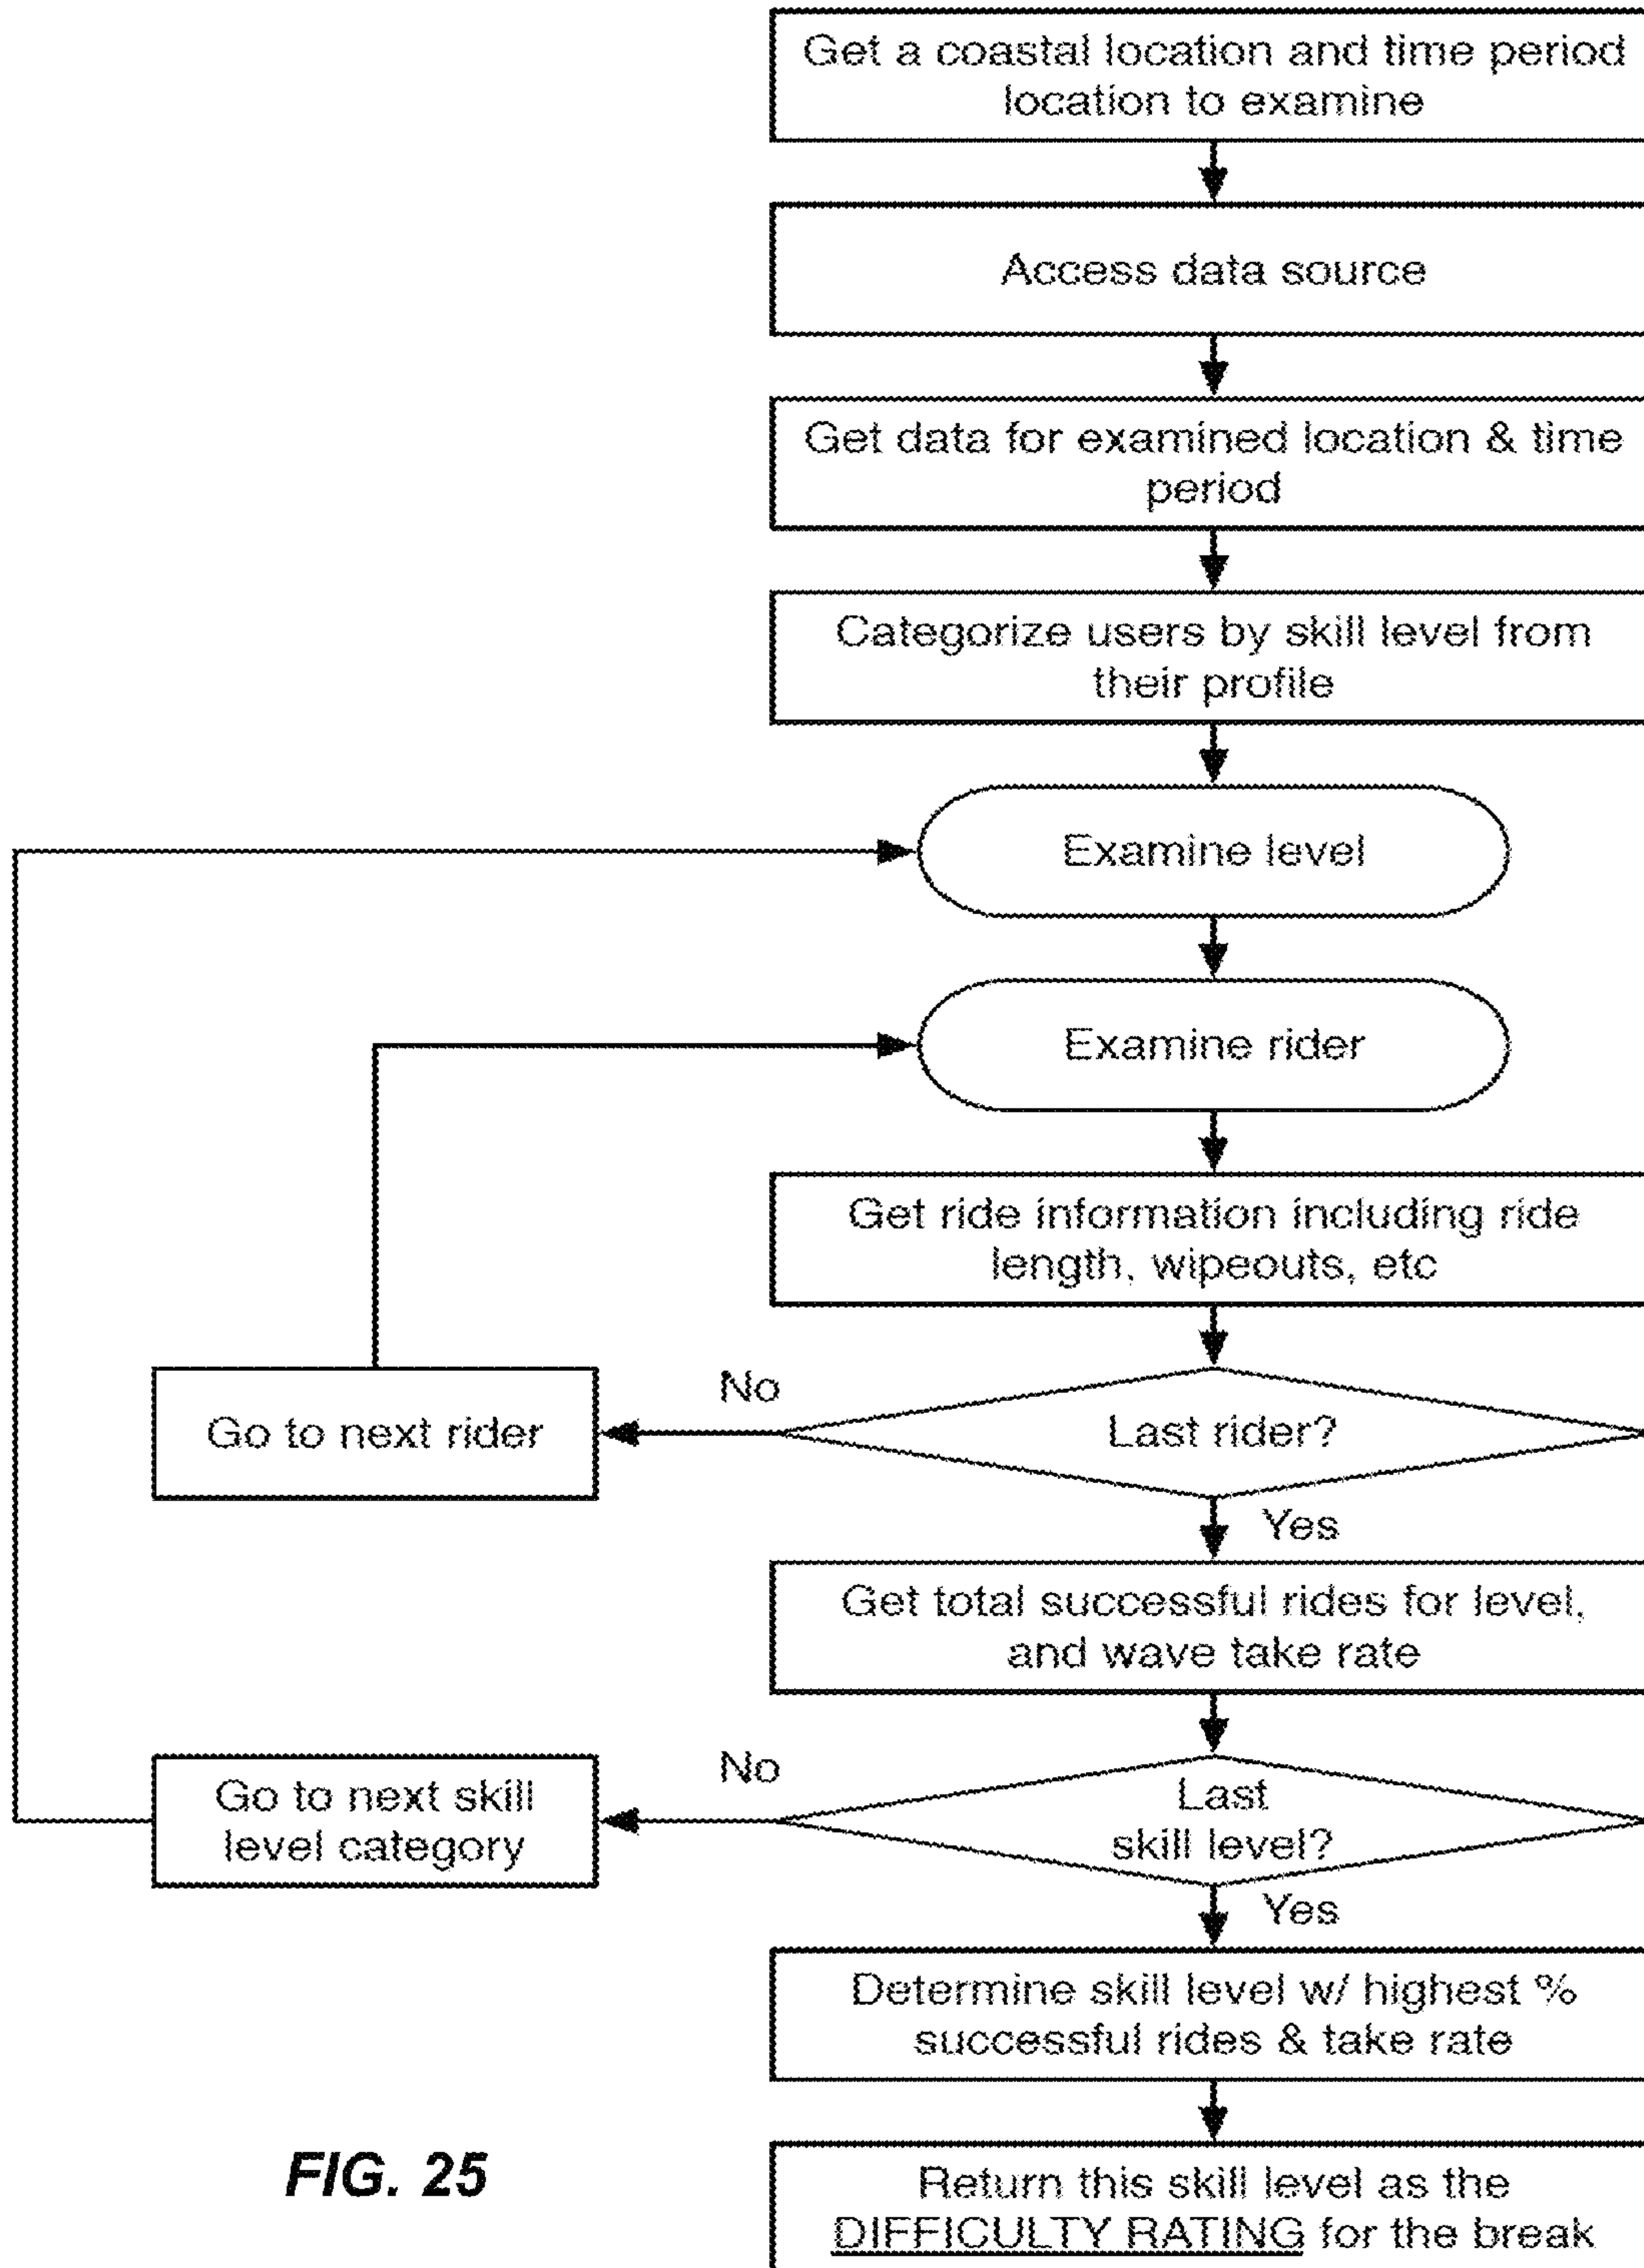 Get a coastal location and time period
location to examine
Access data source
Get data for examined location & time
period
Categorize users by skill level from
their profile
Examine level
Examine rider
Get ride information including ride
length, wipeouts, etc
No
Go to next rider
Last rider?
Yes
Get total successful rides for level,
and wave take rate
No
Go to next skill
level category
Last
skill level?
Yes
Determine skill level w/ highest %
successful rides & take rate
FIG. 25
Return this skill level as the
DIFFICULTY RATING for the break